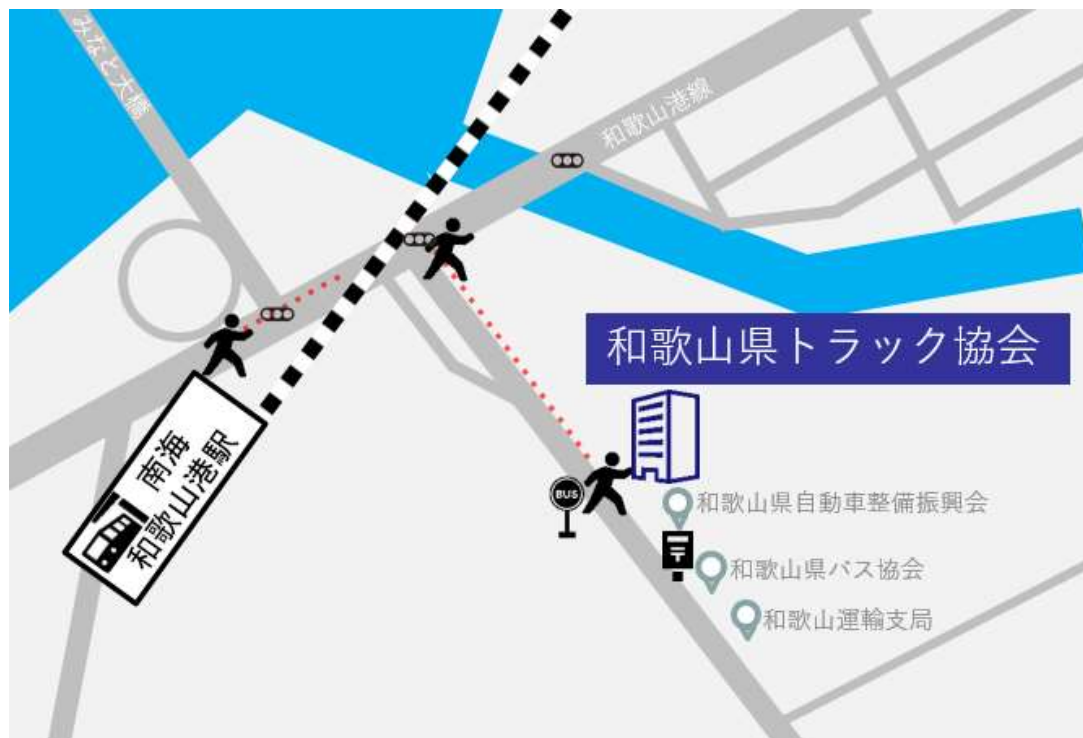 みなと大橋
和歌山港線
和歌山県トラック協会
南海
和歌山港駅
BUS
和歌山県自動車整備振興会
〒
和歌山県バス協会
和歌山運輸支局